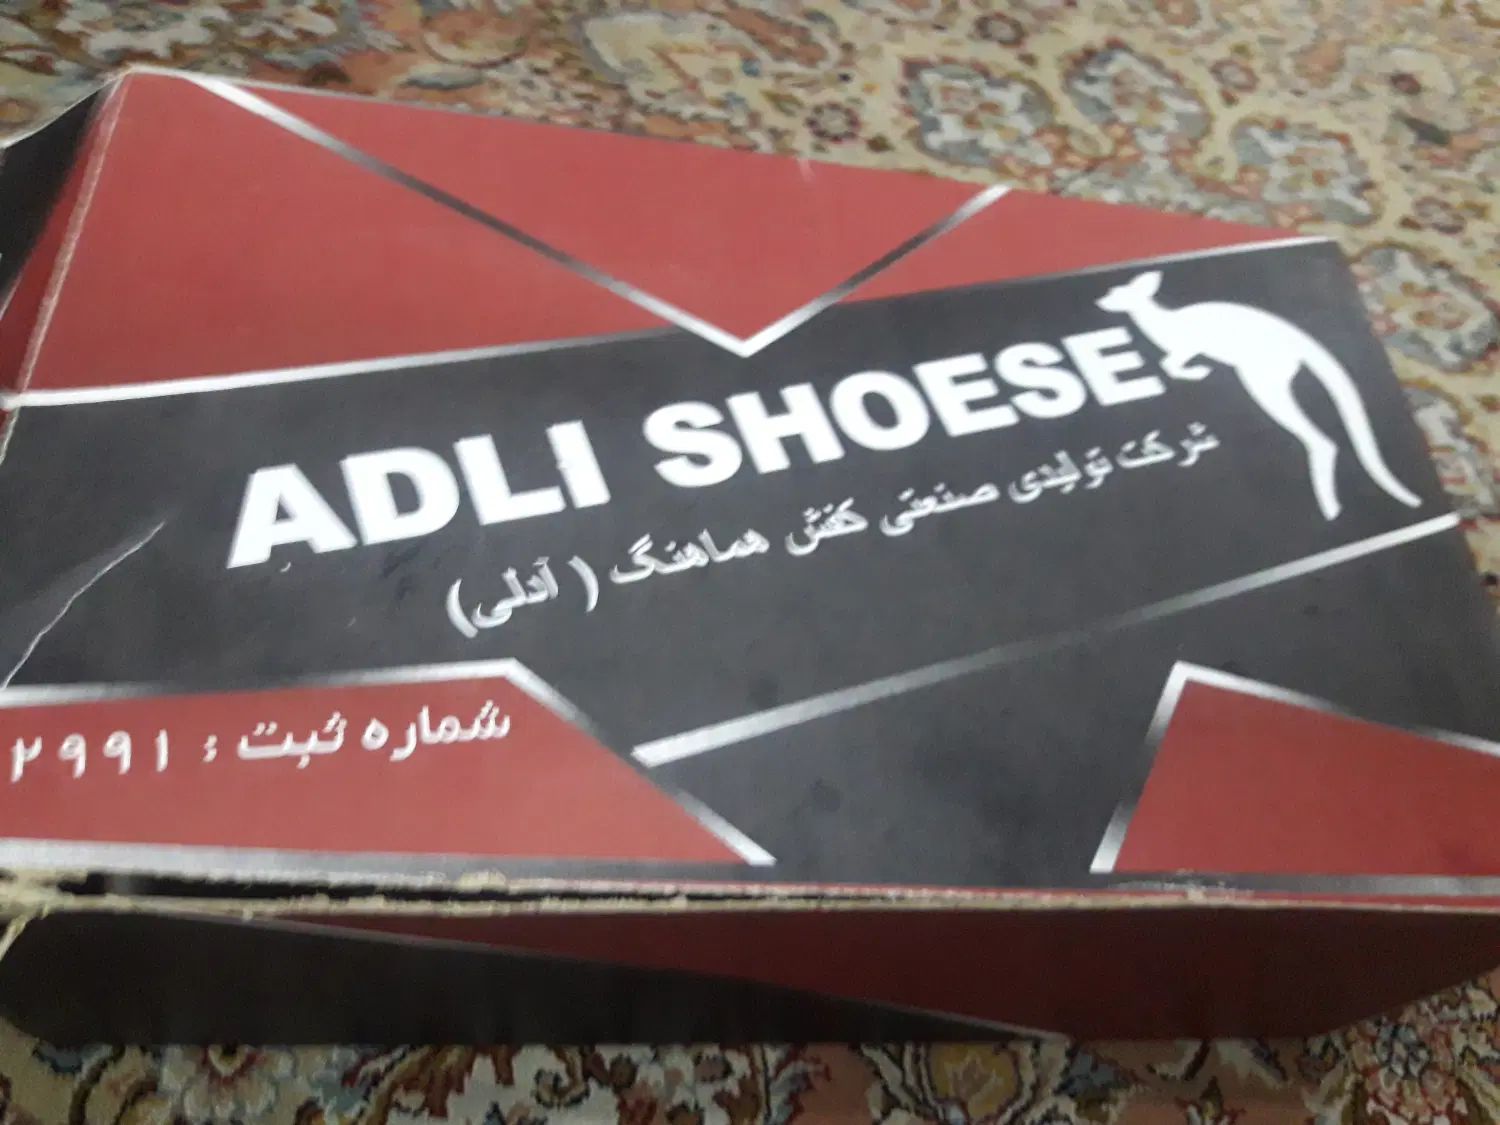 ADLI SHOESE
شرکت تولیدی صنعتی کفش هماهنگ ( آدلی)
شماره ثبت : ۲۹۹۱